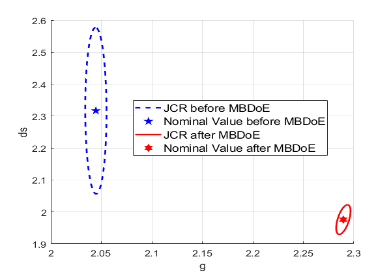 2.6
2.5
2.4
2.3
2.2
2.1
2
1.9
ds
JCR before MBDoE
Nominal Value before MBDoE
JCR after MBDoE
Nominal Value after MBDoE
2 2.05 2.1 2.15 2.2 2.25 2.3
g